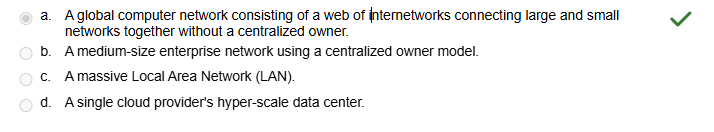 a. A global computer network consisting of a web of internetworks connecting large and small
networks together without a centralized owner.
b. A medium-size enterprise network using a centralized owner model.
c. A massive Local Area Network (LAN).
d. A single cloud provider's hyper-scale data center.